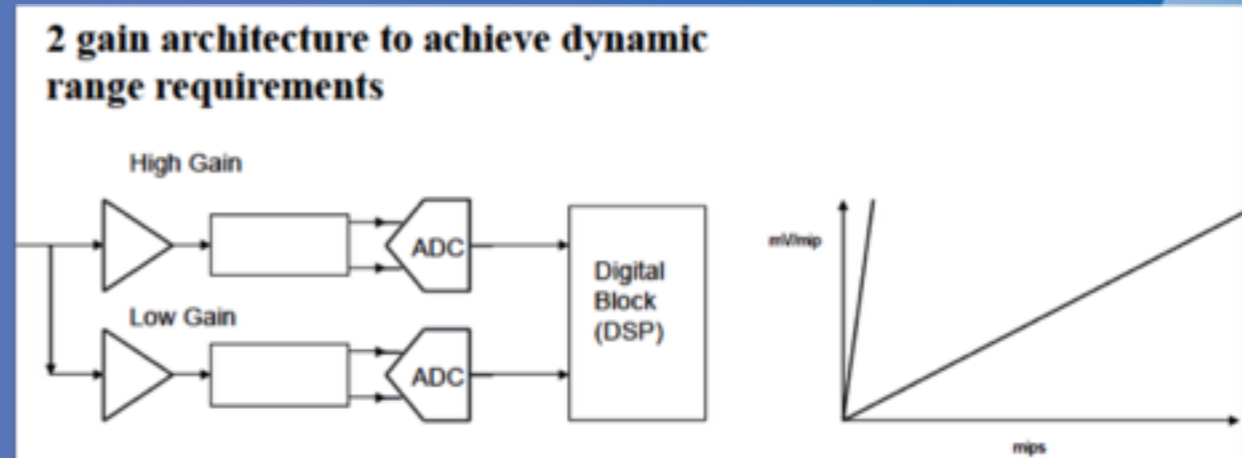 2 gain architecture to achieve dynamic
range requirements
High Gain
ADC
Low Gain
ADC
Digital
Block
(DSP)
mV/mip
mips